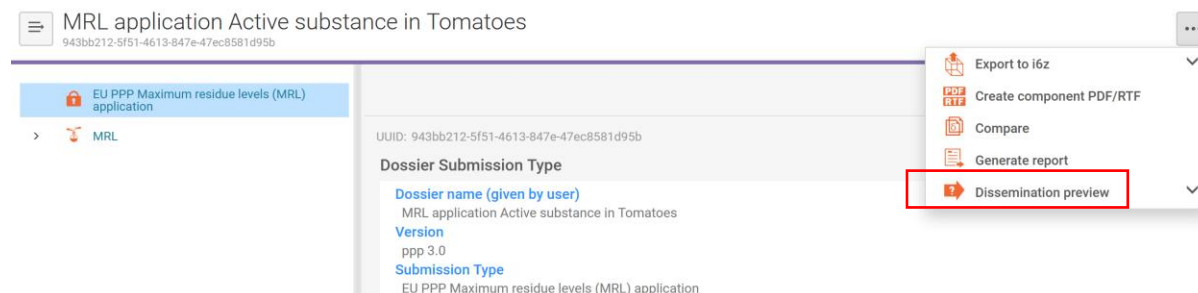 MRL application Active substance in Tomatoes
943bb212-5f51-4613-847e-47ec8581d95b
Export to i6z
PDF
RTF
Create component PDF/RTF
Compare
Generate report
Dissemination preview
EU PPP Maximum residue levels (MRL)
application
MRL
UUID: 943bb212-5f51-4613-847e-47ec8581d95b
Dossier Submission Type
Dossier name (given by user)
MRL application Active substance in Tomatoes
Version
ppp 3.0
Submission Type
EU PPP Maximum residue levels (MRL) application